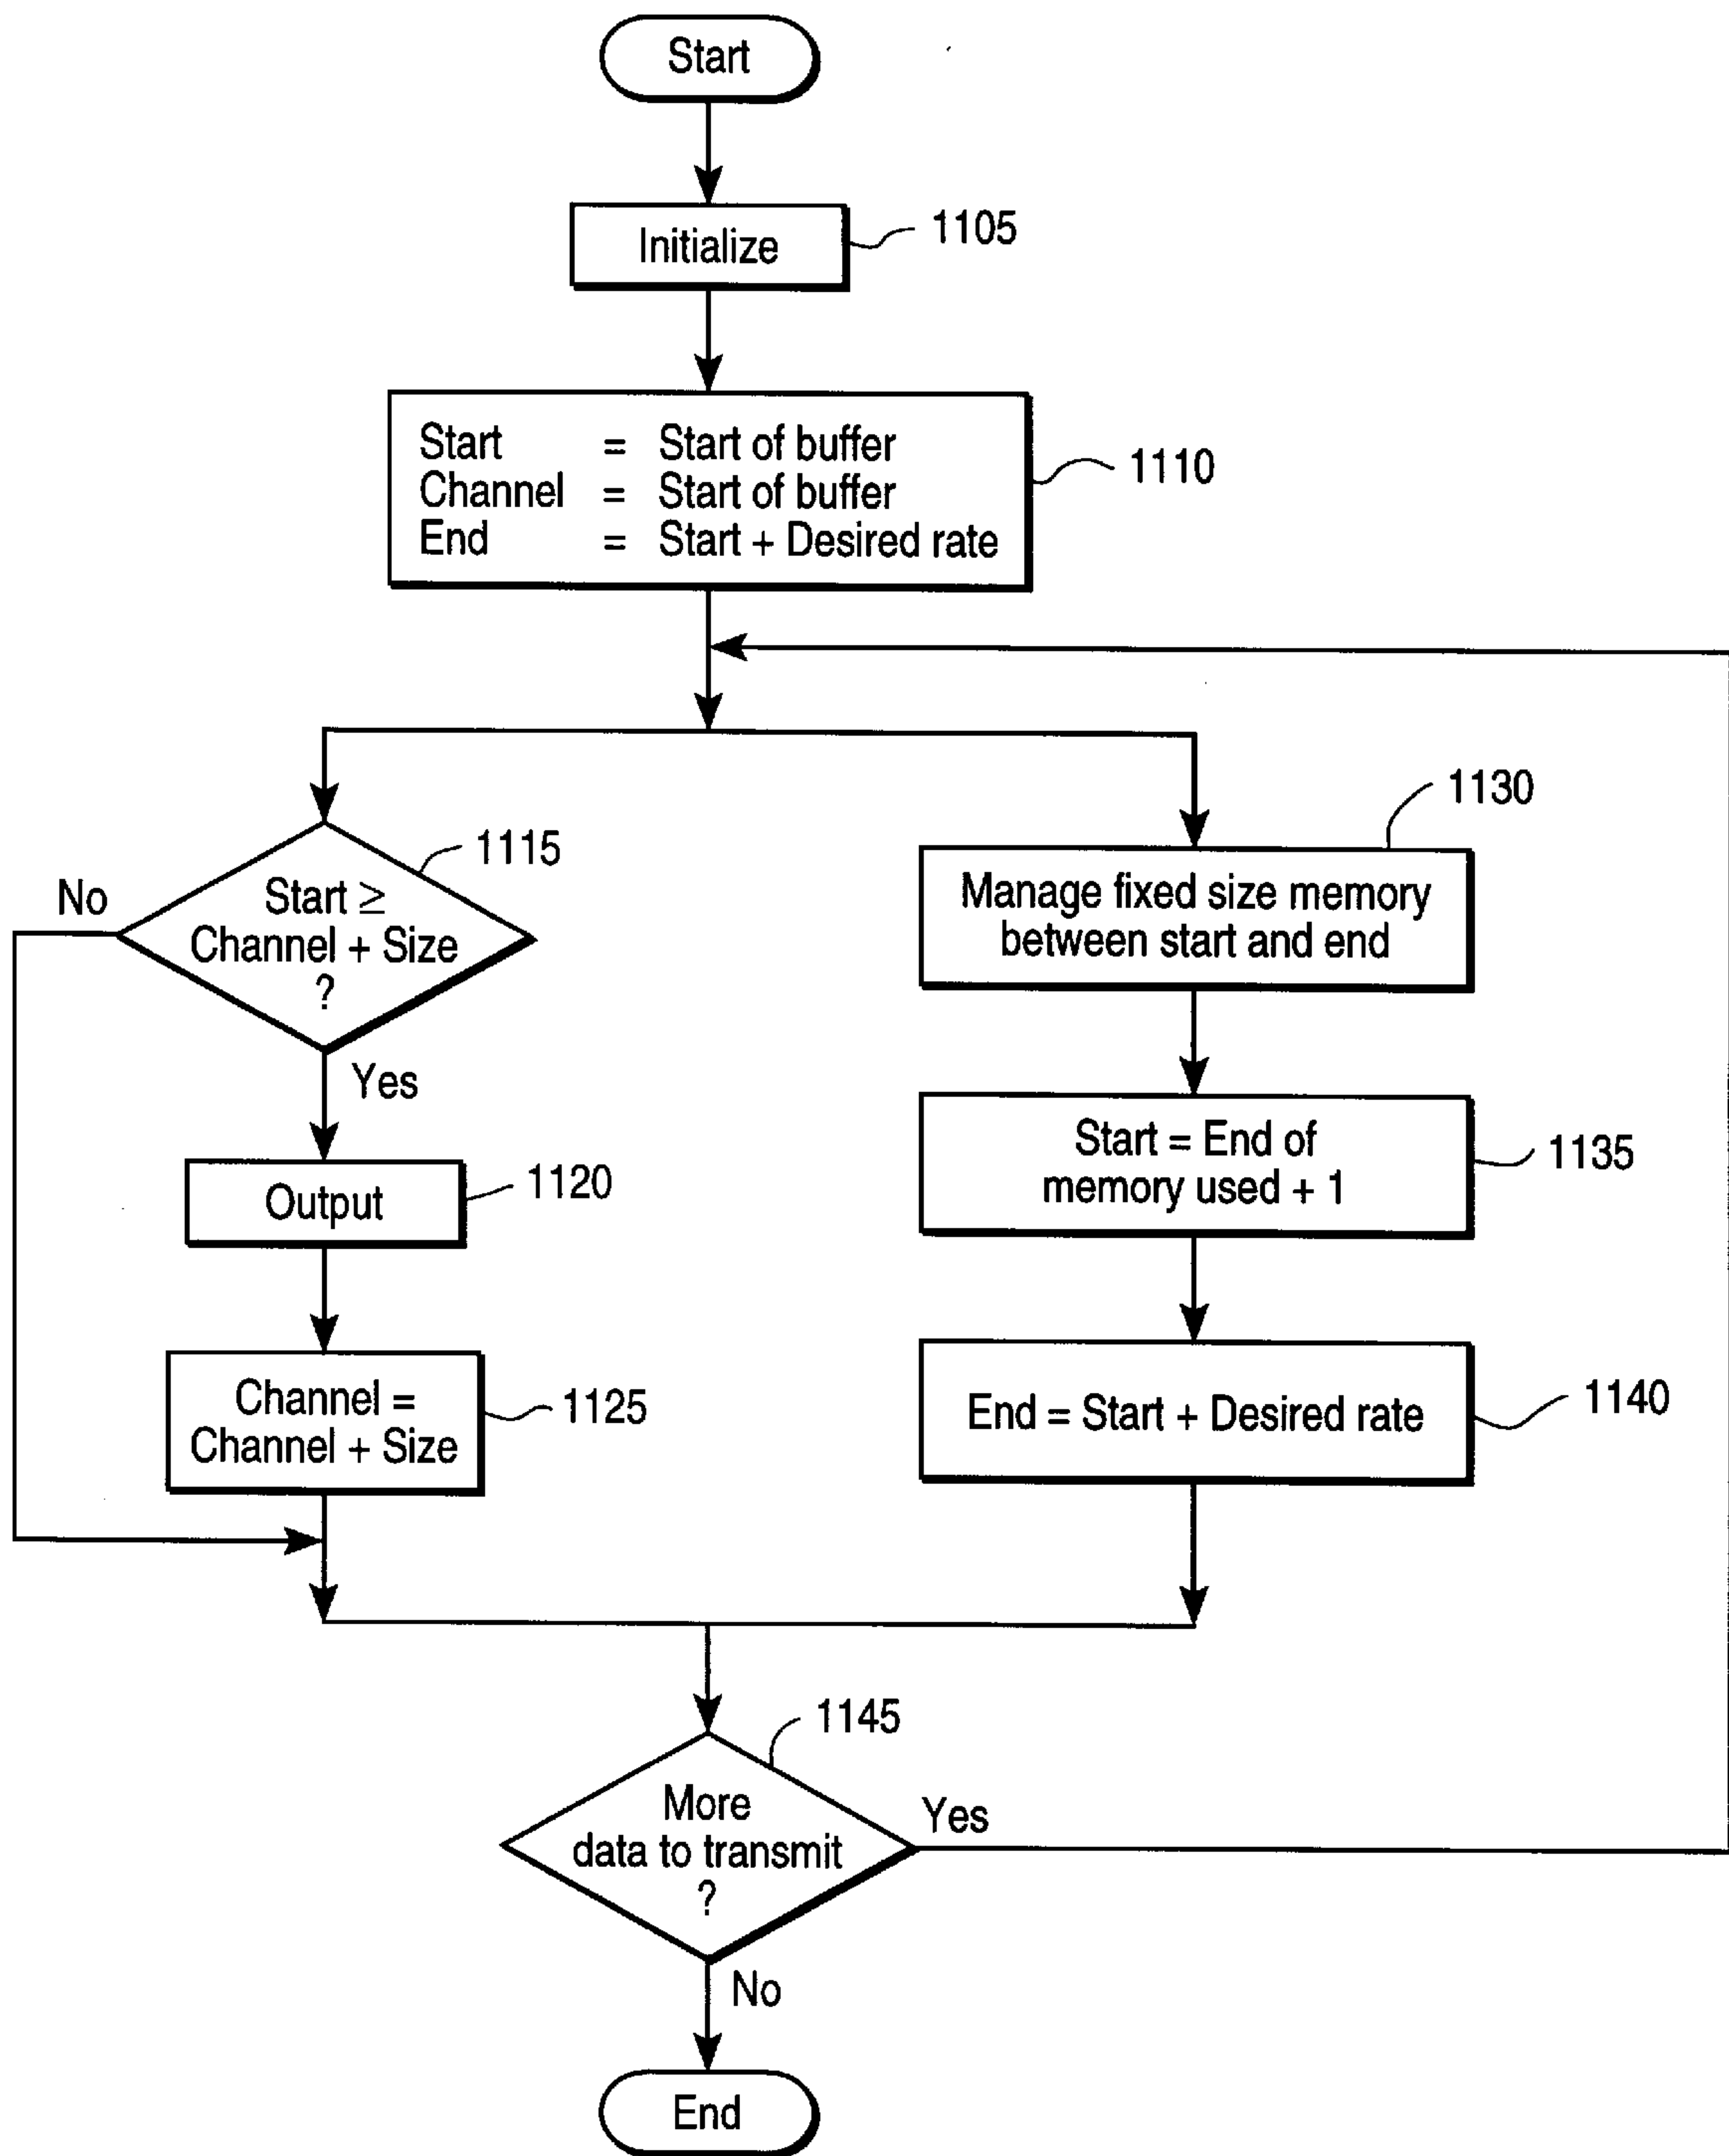 Start
Initialize
1105
Start = Start of buffer
Channel = Start of buffer
End = Start + Desired rate
1110
Start ≥
Channel + Size
?
1115
No
Yes
Output
1120
Channel =
Channel + Size
1125
1130
Manage fixed size memory
between start and end
Start = End of
memory used + 1
1135
End = Start + Desired rate
1140
1145
More
data to transmit
?
Yes
No
End